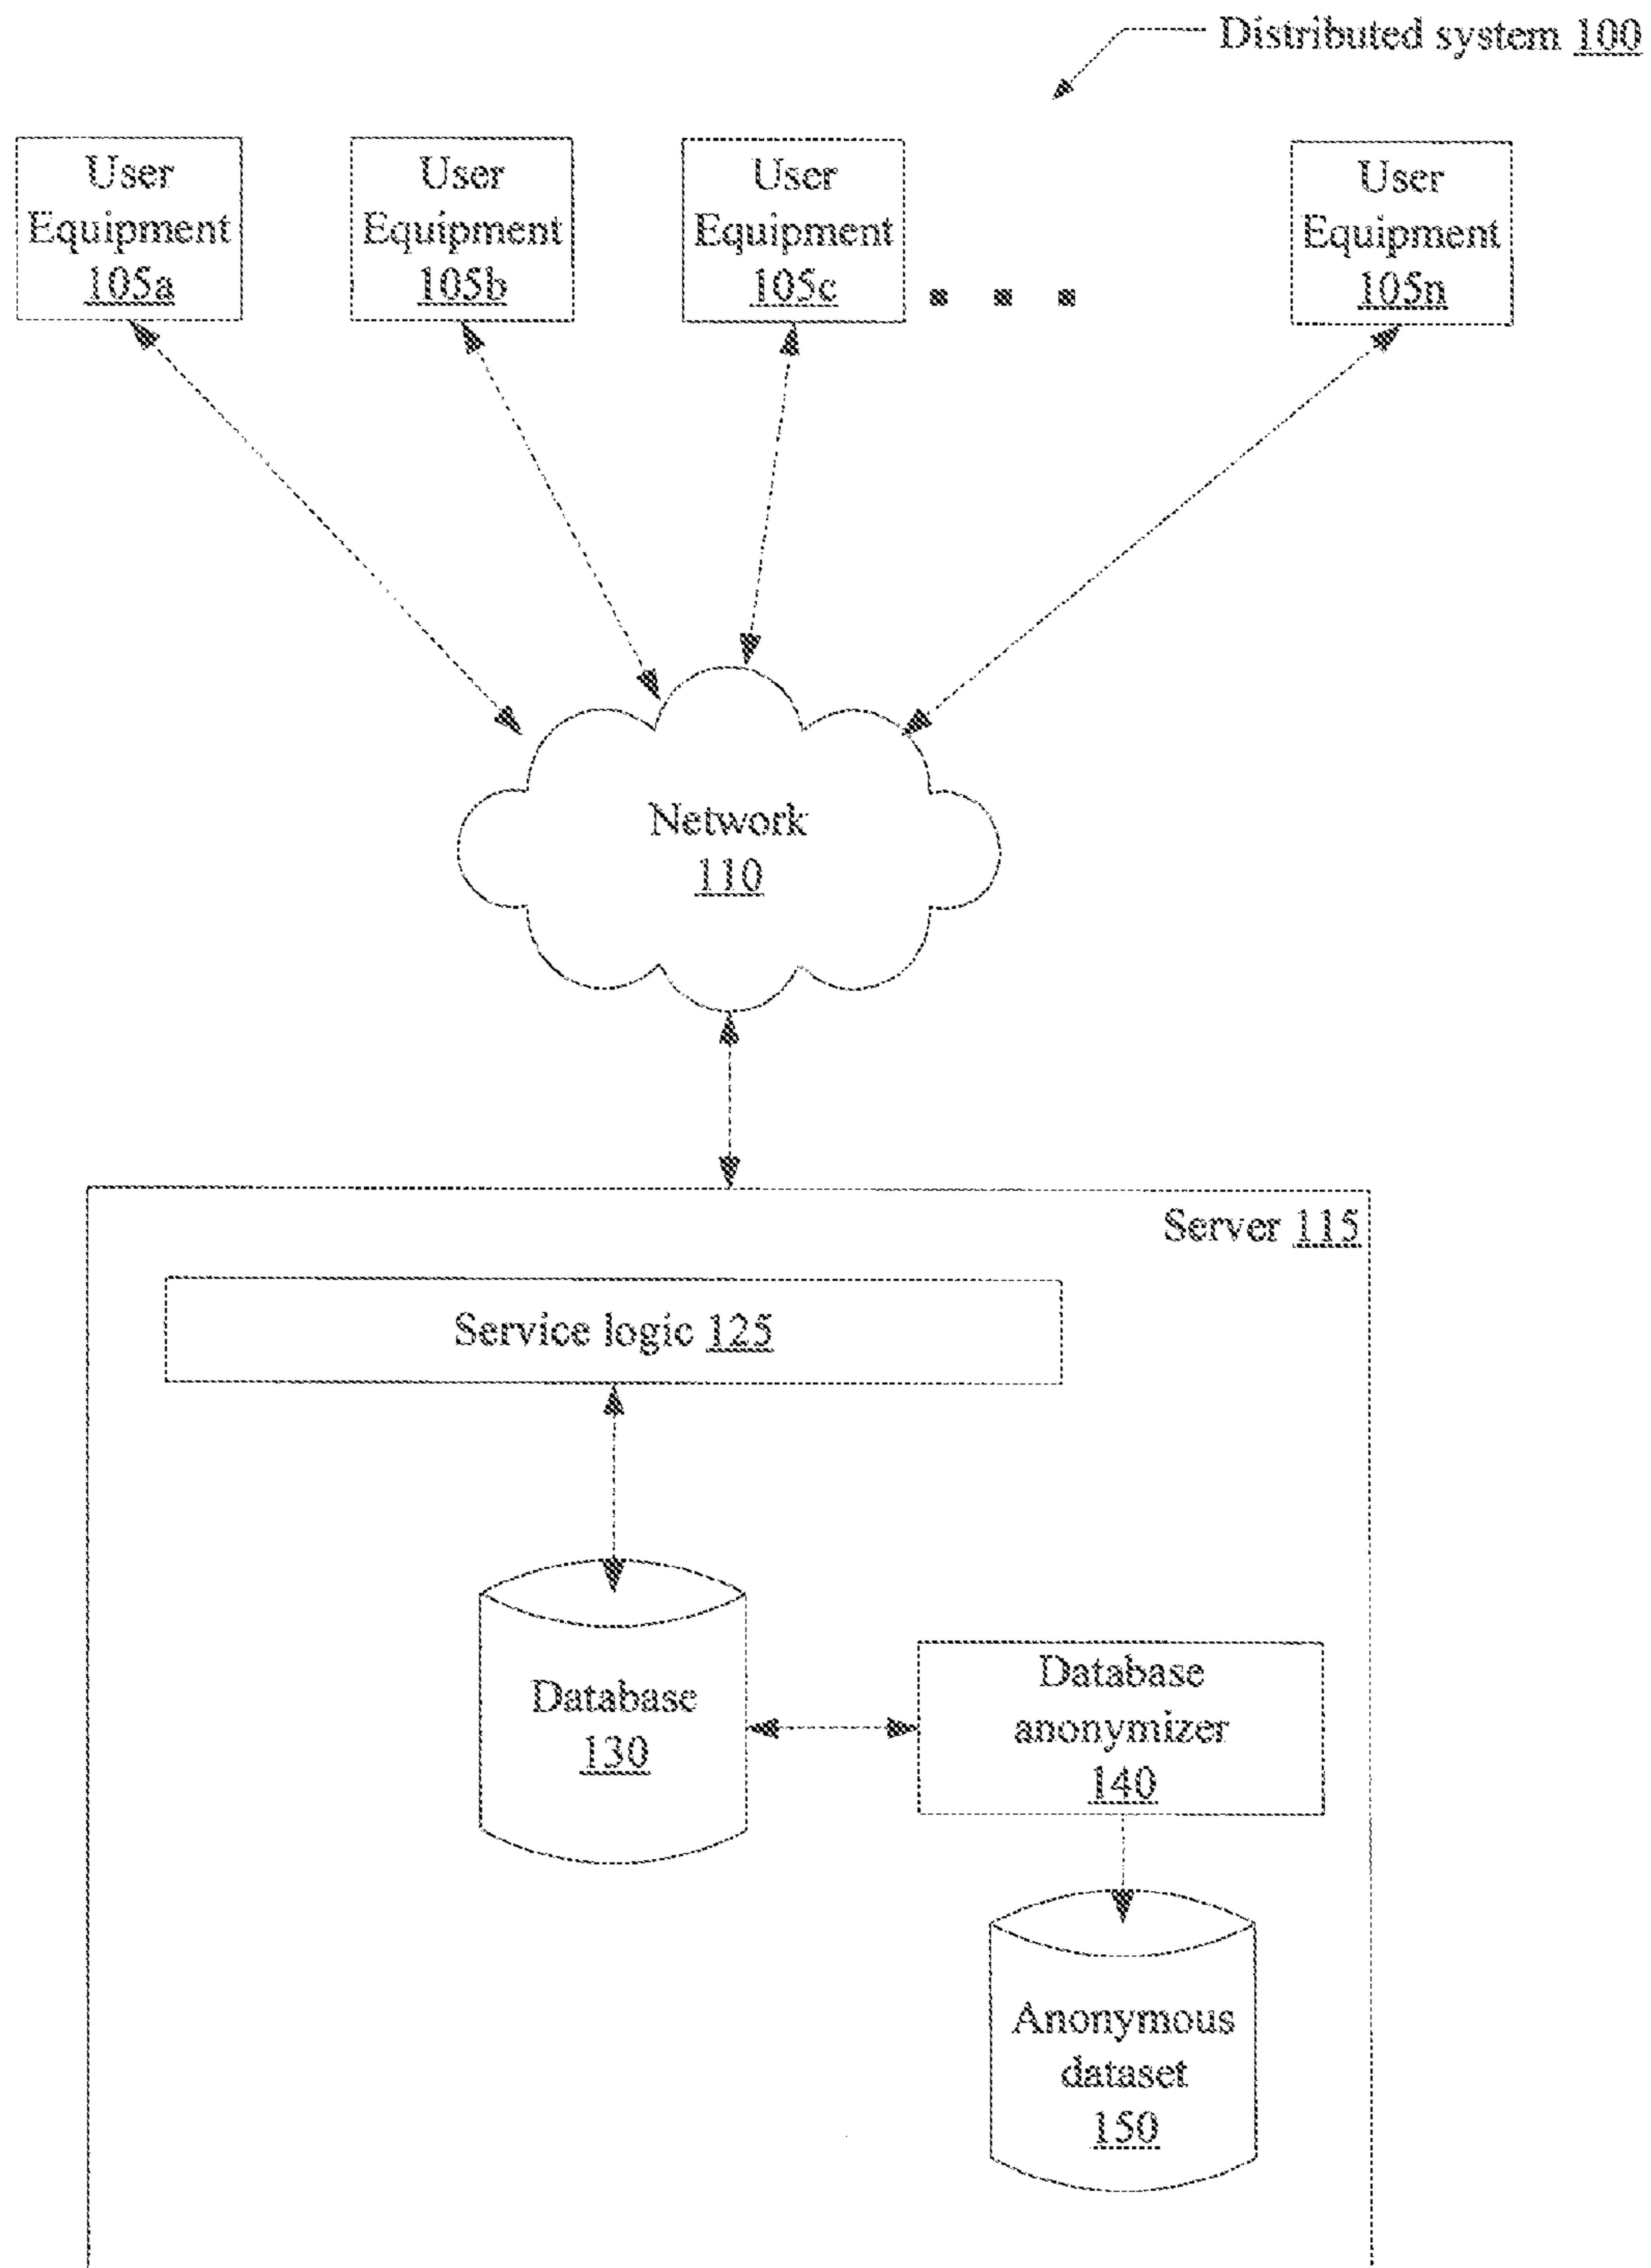 Distributed system 100
User
Equipment
105a
User
Equipment
105b
User
Equipment
105c
User
Equipment
105n
Network
110
Server 115
Service logic 125
Database
130
Database
anonymizer
140
Anonymous
dataset
150